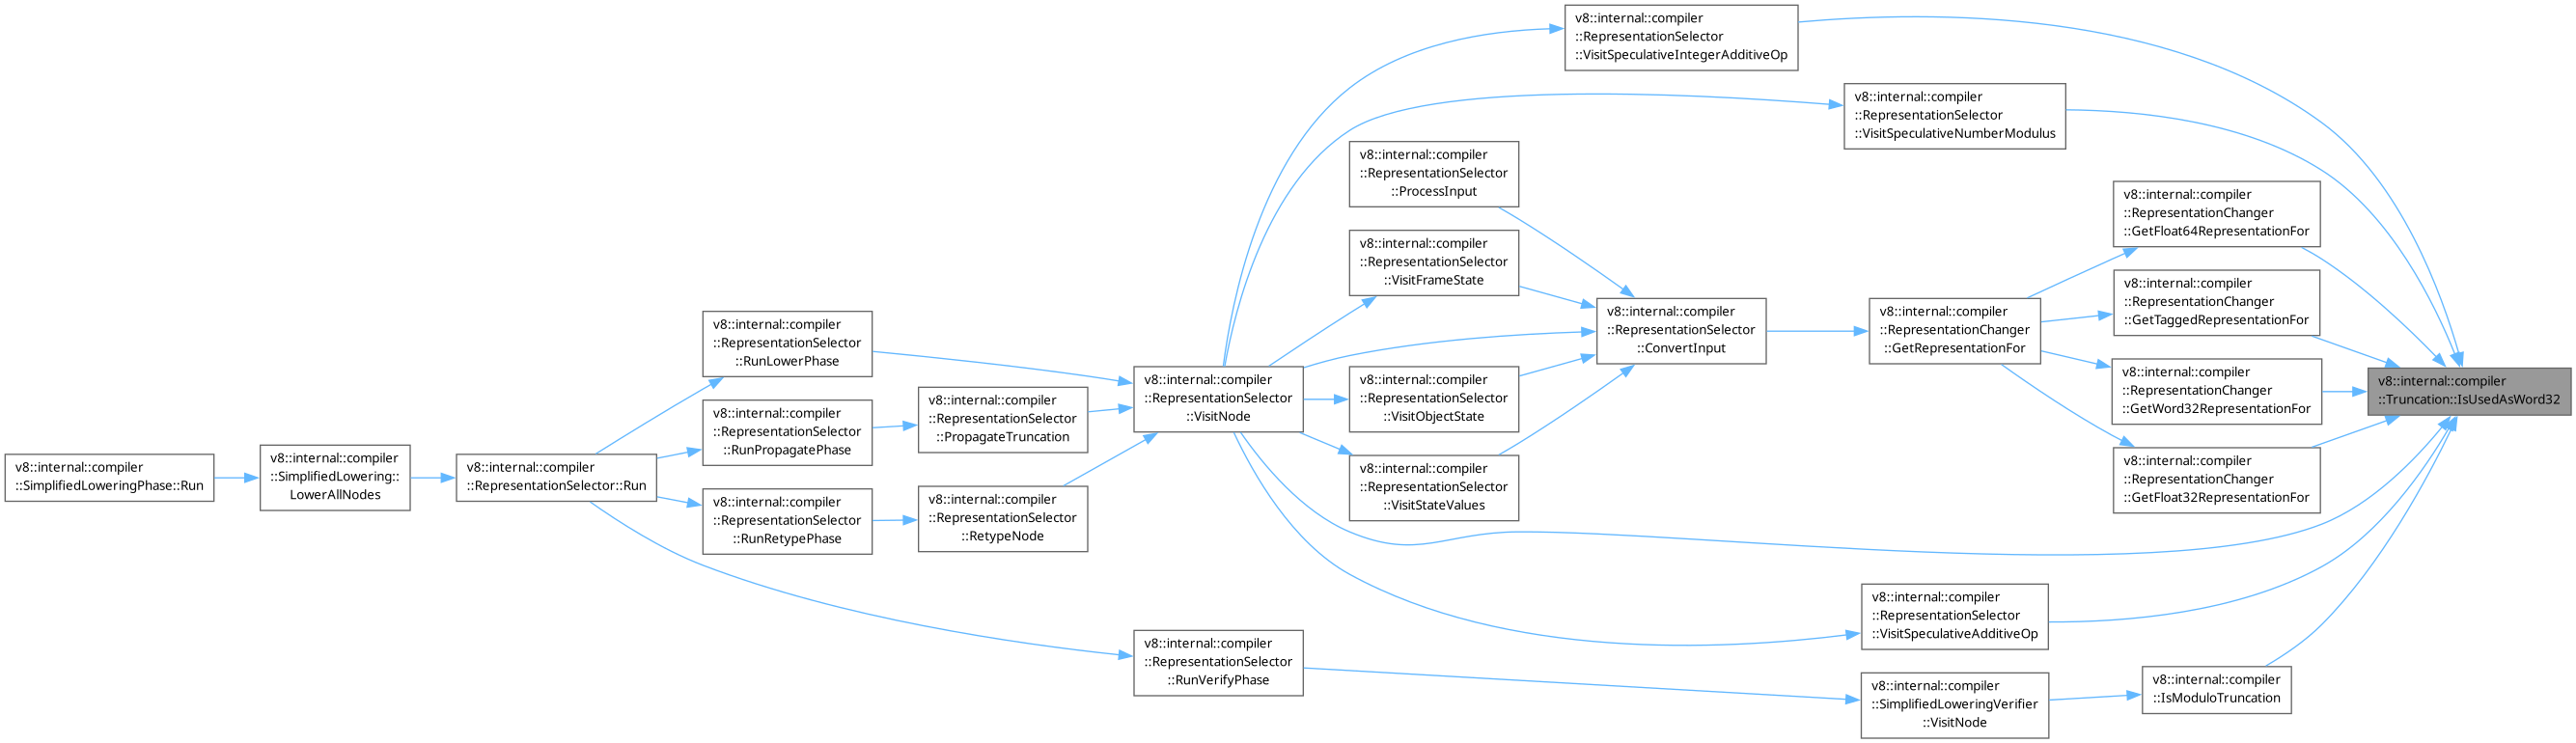 v8::internal::compiler
::SimplifiedLoweringPhase::Run
v8::internal::compiler
::SimplifiedLowering::
LowerAllNodes
v8::internal::compiler
::RepresentationSelector::Run
v8::internal::compiler
::RepresentationSelector
::RunLowerPhase
v8::internal::compiler
::RepresentationSelector
::RunPropagatePhase
v8::internal::compiler
::RepresentationSelector
::RunRetypePhase
v8::internal::compiler
::RepresentationSelector
::PropagateTruncation
v8::internal::compiler
::RepresentationSelector
::RetypeNode
v8::internal::compiler
::RepresentationSelector
::VisitNode
v8::internal::compiler
::RepresentationSelector
::RunVerifyPhase
v8::internal::compiler
::RepresentationSelector
::ProcessInput
v8::internal::compiler
::RepresentationSelector
::VisitFrameState
v8::internal::compiler
::RepresentationSelector
::VisitObjectState
v8::internal::compiler
::RepresentationSelector
::VisitStateValues
v8::internal::compiler
::RepresentationSelector
::VisitSpeculativeIntegerAdditiveOp
v8::internal::compiler
::RepresentationSelector
::ConvertInput
v8::internal::compiler
::RepresentationSelector
::VisitSpeculativeNumberModulus
v8::internal::compiler
::RepresentationChanger
::GetRepresentationFor
v8::internal::compiler
::RepresentationSelector
::VisitSpeculativeAdditiveOp
v8::internal::compiler
::SimplifiedLoweringVerifier
::VisitNode
v8::internal::compiler
::RepresentationChanger
::GetFloat64RepresentationFor
v8::internal::compiler
::RepresentationChanger
::GetTaggedRepresentationFor
v8::internal::compiler
::RepresentationChanger
::GetWord32RepresentationFor
v8::internal::compiler
::RepresentationChanger
::GetFloat32RepresentationFor
v8::internal::compiler
::IsModuloTruncation
v8::internal::compiler
::Truncation::IsUsedAsWord32